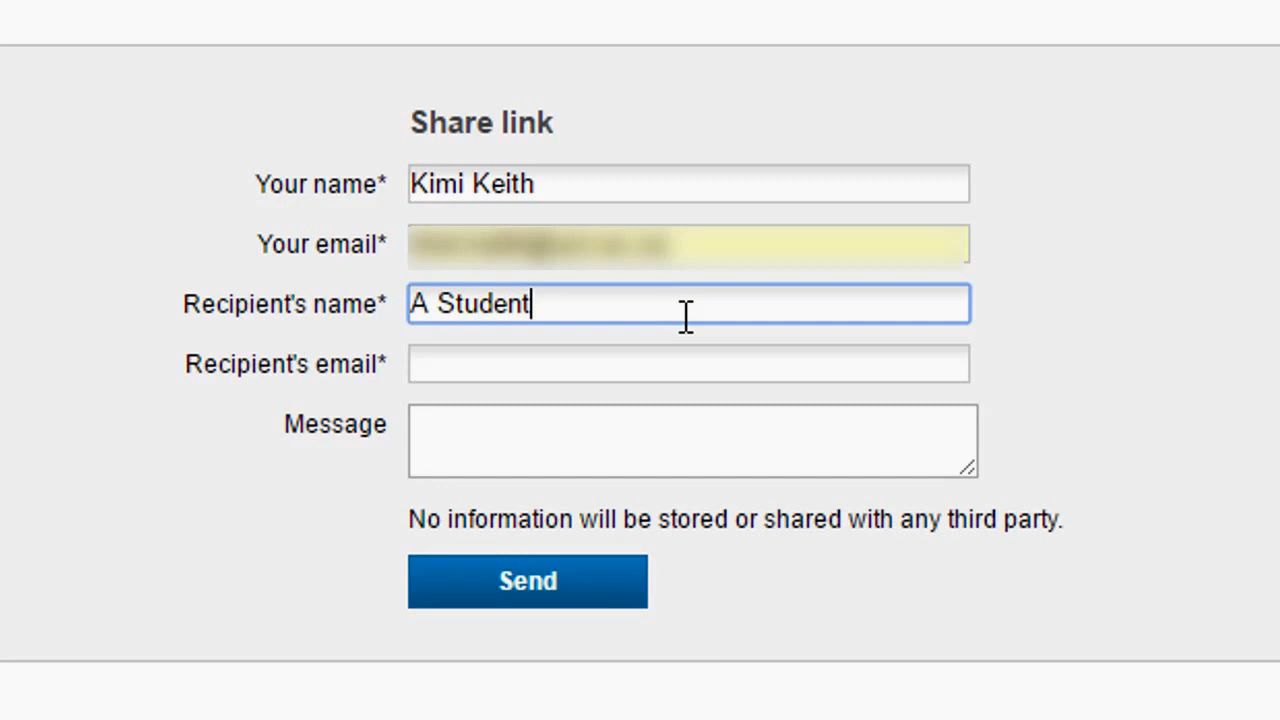 Share link
Your name* Kimi Keith
Your email*
Recipient's name* A Student
Recipient's email*
Message
No information will be stored or shared with any third party.
Send